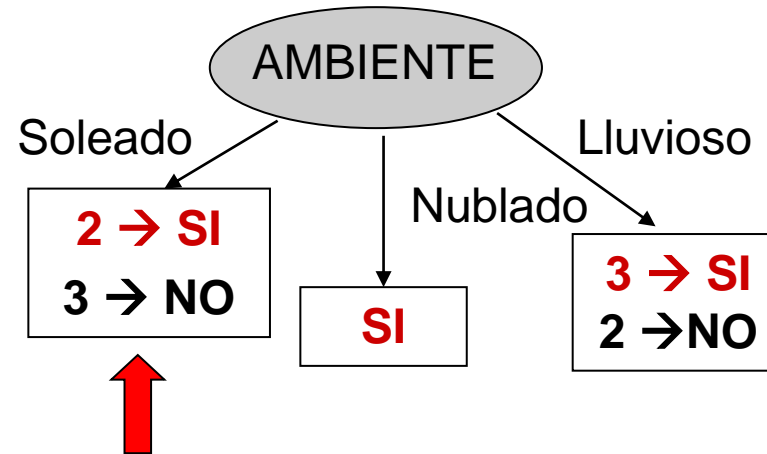 AMBIENTE
Soleado
Lluvioso
Nublado
2 → SI
3 → NO
SI
3 → SI
2 →NO